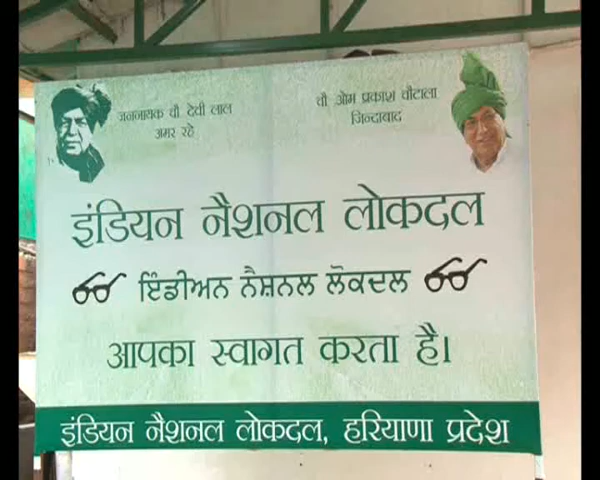 जननायक चौ. देवी लाल
अमर रहे
चौ. ओम प्रकाश चौटाला
जिन्दाबाद
इंडियन नैशनल लोकदल
ਇੰਡੀਅਨ ਨੈਸ਼ਨਲ ਲੋਕਦਲ
आपका स्वागत करता है।
इंडियन नैशनल लोकदल, हरियाणा प्रदेश